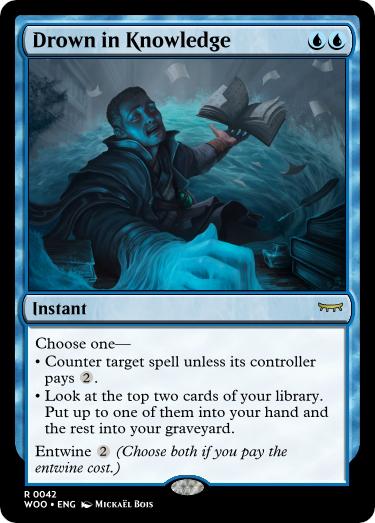 Drown in Knowledge
Instant
Choose one—
• Counter target spell unless its controller
pays 2.
• Look at the top two cards of your library.
Put up to one of them into your hand and
the rest into your graveyard.
Entwine 2 (Choose both if you pay the
entwine cost.)
R 0042
WOO • ENG Mickaël Bois